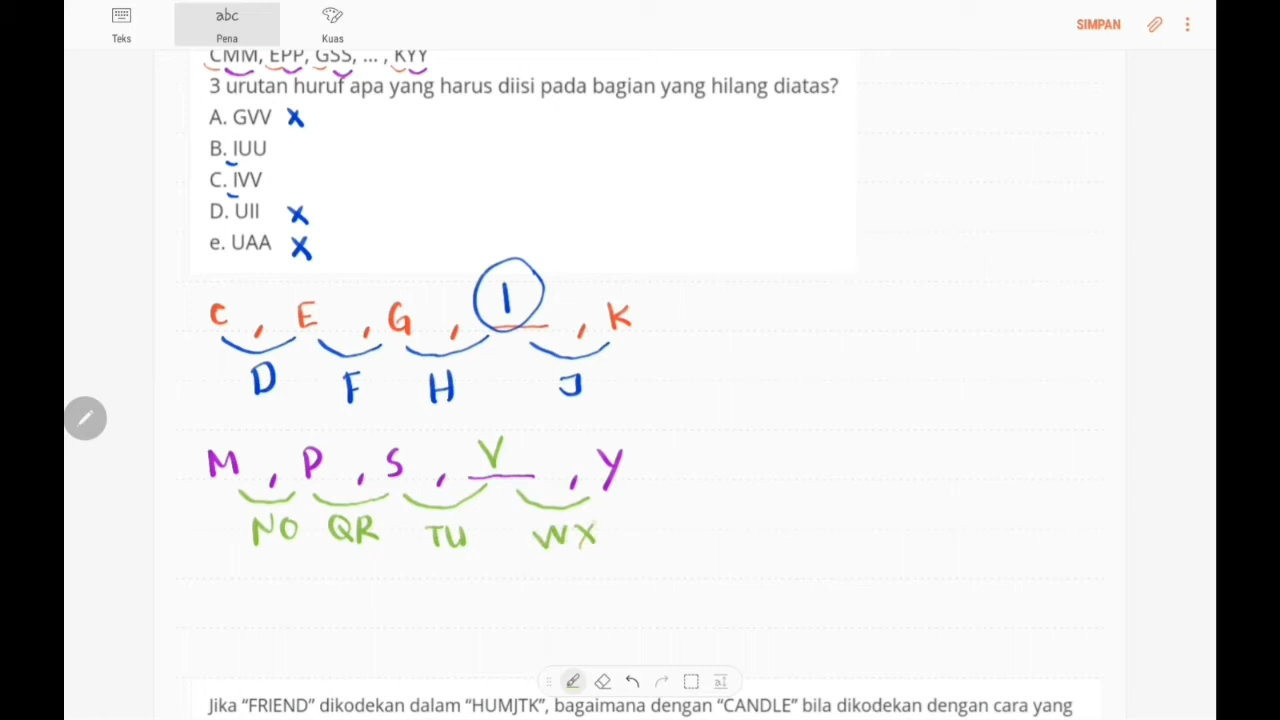 abc
SIMPAN
Teks
Pena
Kuas
CMM, EPP, GSS, ... , KYY
3 urutan huruf apa yang harus diisi pada bagian yang hilang diatas?
A. GVV X
B. IUU
C. IVV
D. UII X
e. UAA X
C , E , G , I , K
D F H J
M , P , S , V , Y
NO QR TU WX
Jika “FRIEND” dikodekan dalam “HUMJTK”, bagaimana dengan “CANDLE” bila dikodekan dengan cara yang